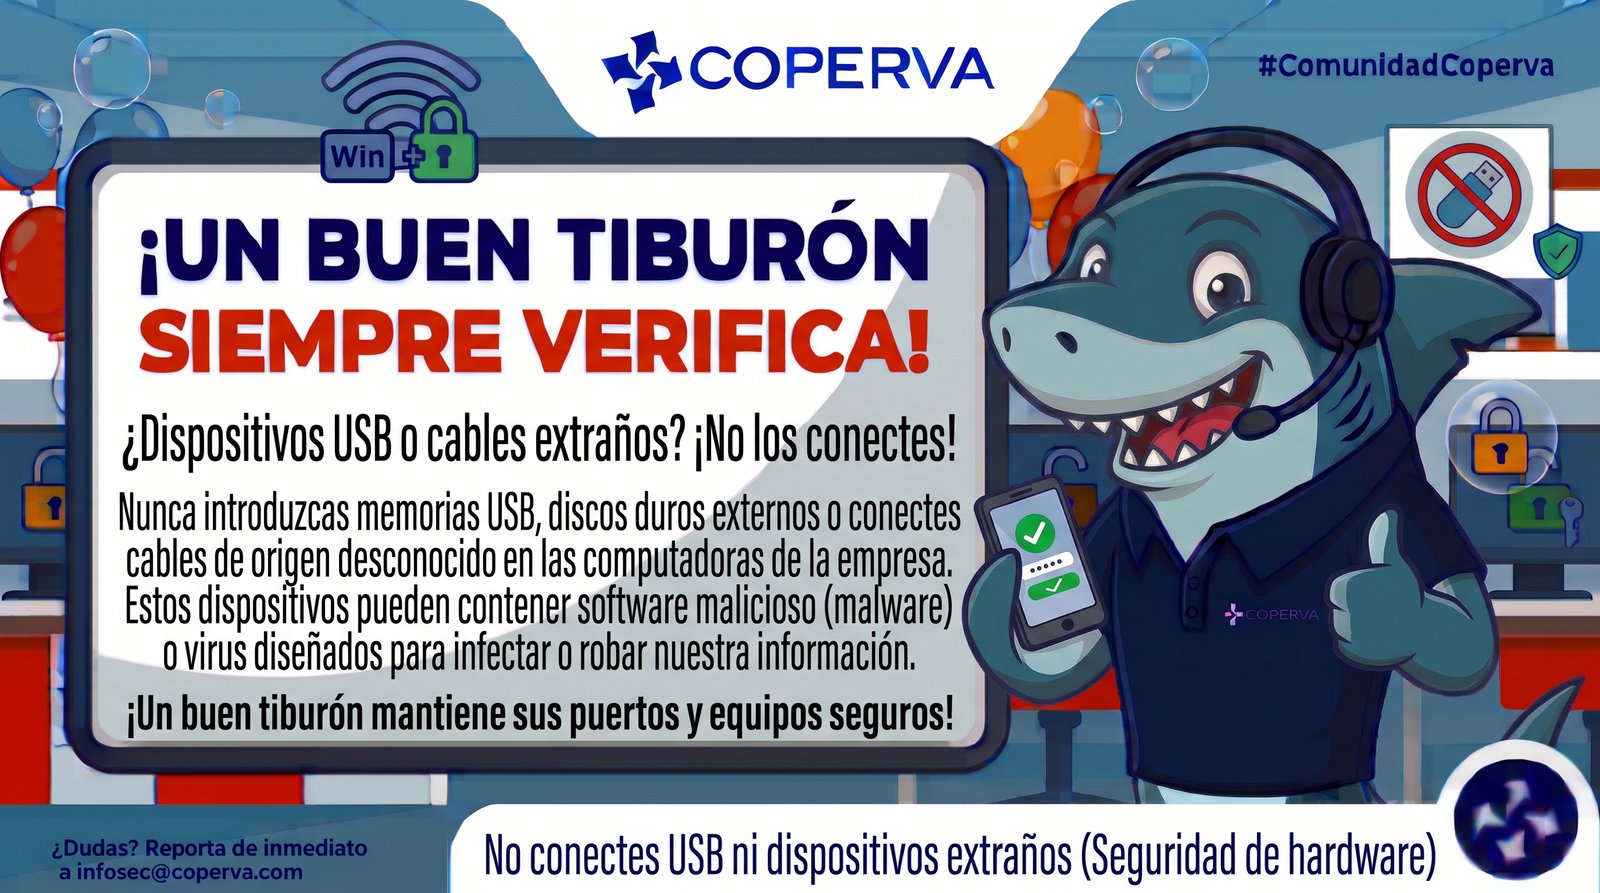 COPERVA
#ComunidadCoperva
Win +
¡UN BUEN TIBURÓN
SIEMPRE VERIFICA!
¿Dispositivos USB o cables extraños? ¡No los conectes!
Nunca introduzcas memorias USB, discos duros externos o conectes
cables de origen desconocido en las computadoras de la empresa.
Estos dispositivos pueden contener software malicioso (malware)
o virus diseñados para infectar o robar nuestra información.
¡Un buen tiburón mantiene sus puertos y equipos seguros!
COPERVA
¿Dudas? Reporta de inmediato
a infosec@coperva.com
No conectes USB ni dispositivos extraños (Seguridad de hardware)